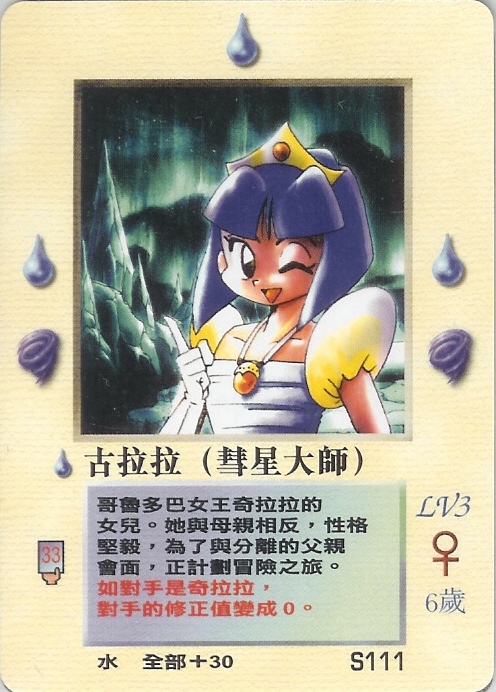 古拉拉（彗星大師）
哥魯多巴女王奇拉拉的
女兒。她與母親相反，性格
堅毅，為了與分離的父親
會面，正計劃冒險之旅。
如對手是奇拉拉，
對手的修正值變成0。
LV3
♀
6歲
33
水　全部＋30
S111